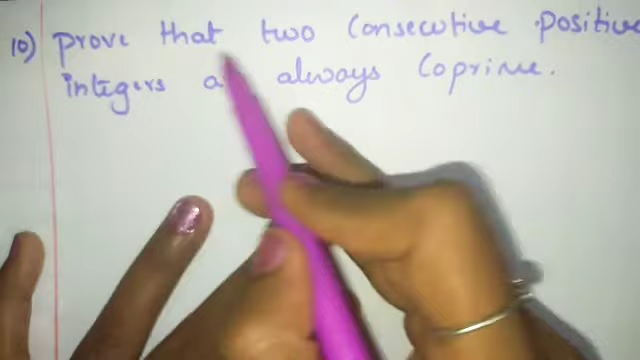 10) prove that two Consecutive positive
integers a always Coprime.